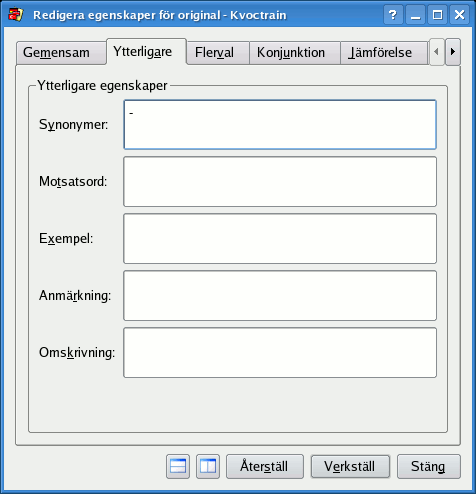 Redigera egenskaper för original - Kvoctrain
Gemensam Ytterligare Flerval Konjunktion Jämförelse
Ytterligare egenskaper
Synonymer: -
Motsatsord:
Exempel:
Anmärkning:
Omskrivning:
Återställ Verkställ Stäng